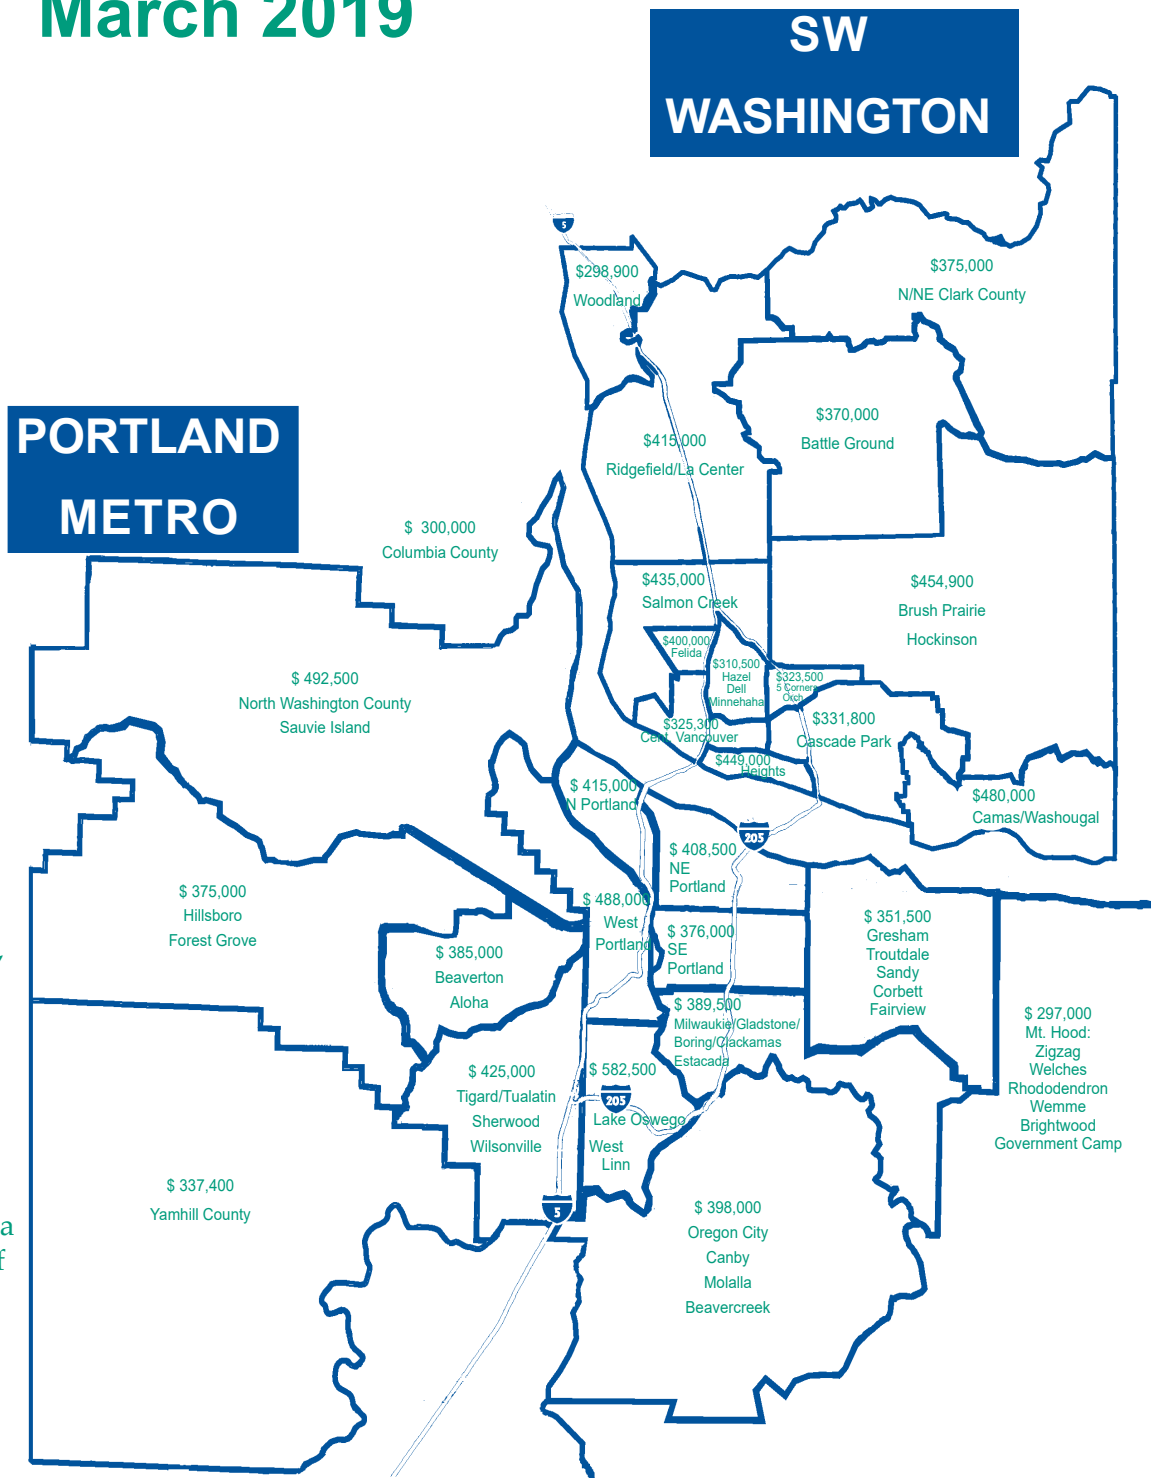 March 2019
SW
WASHINGTON
5
$298,900
Woodland
$375,000
N/NE Clark County
$415,000
Ridgefield/La Center
$370,000
Battle Ground
PORTLAND
METRO
$ 300,000
Columbia County
$435,000
Salmon Creek
$454,900
Brush Prairie
Hockinson
$400,000
Felida
$310,500
Hazel
Dell
Minnehaha
$323,500
5 Corners
Orch
$325,300
Cent. Vancouver
$331,800
Cascade Park
$449,000
Heights
$480,000
Camas/Washougal
$ 492,500
North Washington County
Sauvie Island
$ 415,000
N Portland
205
$ 408,500
NE
Portland
$ 375,000
Hillsboro
Forest Grove
$ 385,000
Beaverton
Aloha
$ 488,000
West
Portland
$ 376,000
SE
Portland
$ 351,500
Gresham
Troutdale
Sandy
Corbett
Fairview
$ 389,500
Milwaukie/Gladstone/
Boring/Clackamas
Estacada
$ 297,000
Mt. Hood:
Zigzag
Welches
Rhododendron
Wemme
Brightwood
Government Camp
$ 425,000
Tigard/Tualatin
Sherwood
Wilsonville
$ 582,500
205
Lake Oswego
West
Linn
$ 337,400
Yamhill County
5
$ 398,000
Oregon City
Canby
Molalla
Beavercreek
a
f